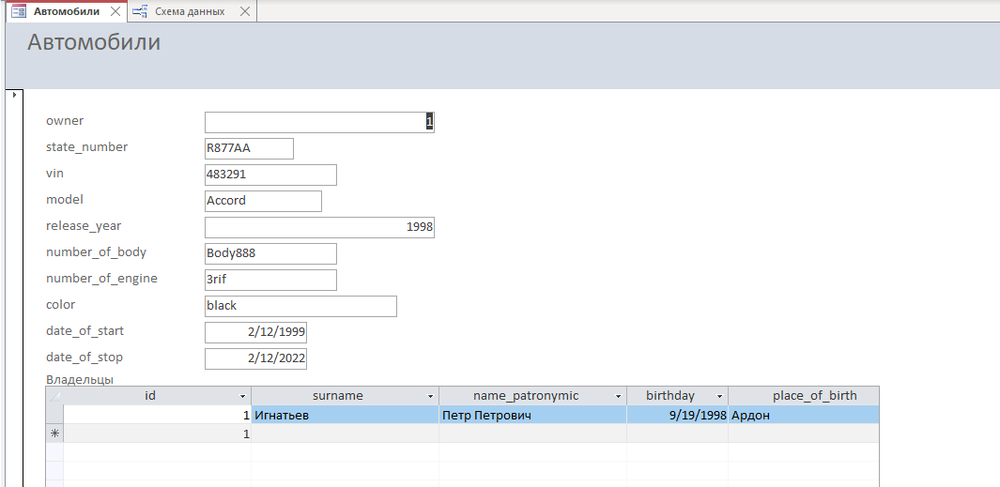 Автомобили Схема данных
Автомобили
owner 1
state_number R877AA
vin 483291
model Accord
release_year 1998
number_of_body Body888
number_of_engine 3rif
color black
date_of_start 2/12/1999
date_of_stop 2/12/2022
Владельцы
id surname name_patronymic birthday place_of_birth
1 Игнатьев Петр Петрович 9/19/1998 Ардон
1